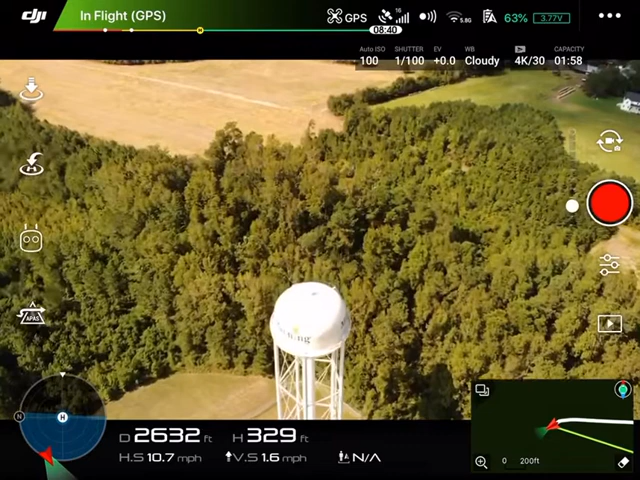 dji In Flight (GPS) GPS 16 5.8G 63% 3.77V
H 08:40
Auto ISO SHUTTER EV WB CAPACITY
100 1/100 +0.0 Cloudy 4K/30 01:58
H
APAS
N H
D 2632 ft H 329 ft
H.S 10.7 mph V.S 1.6 mph N/A
0 200ft